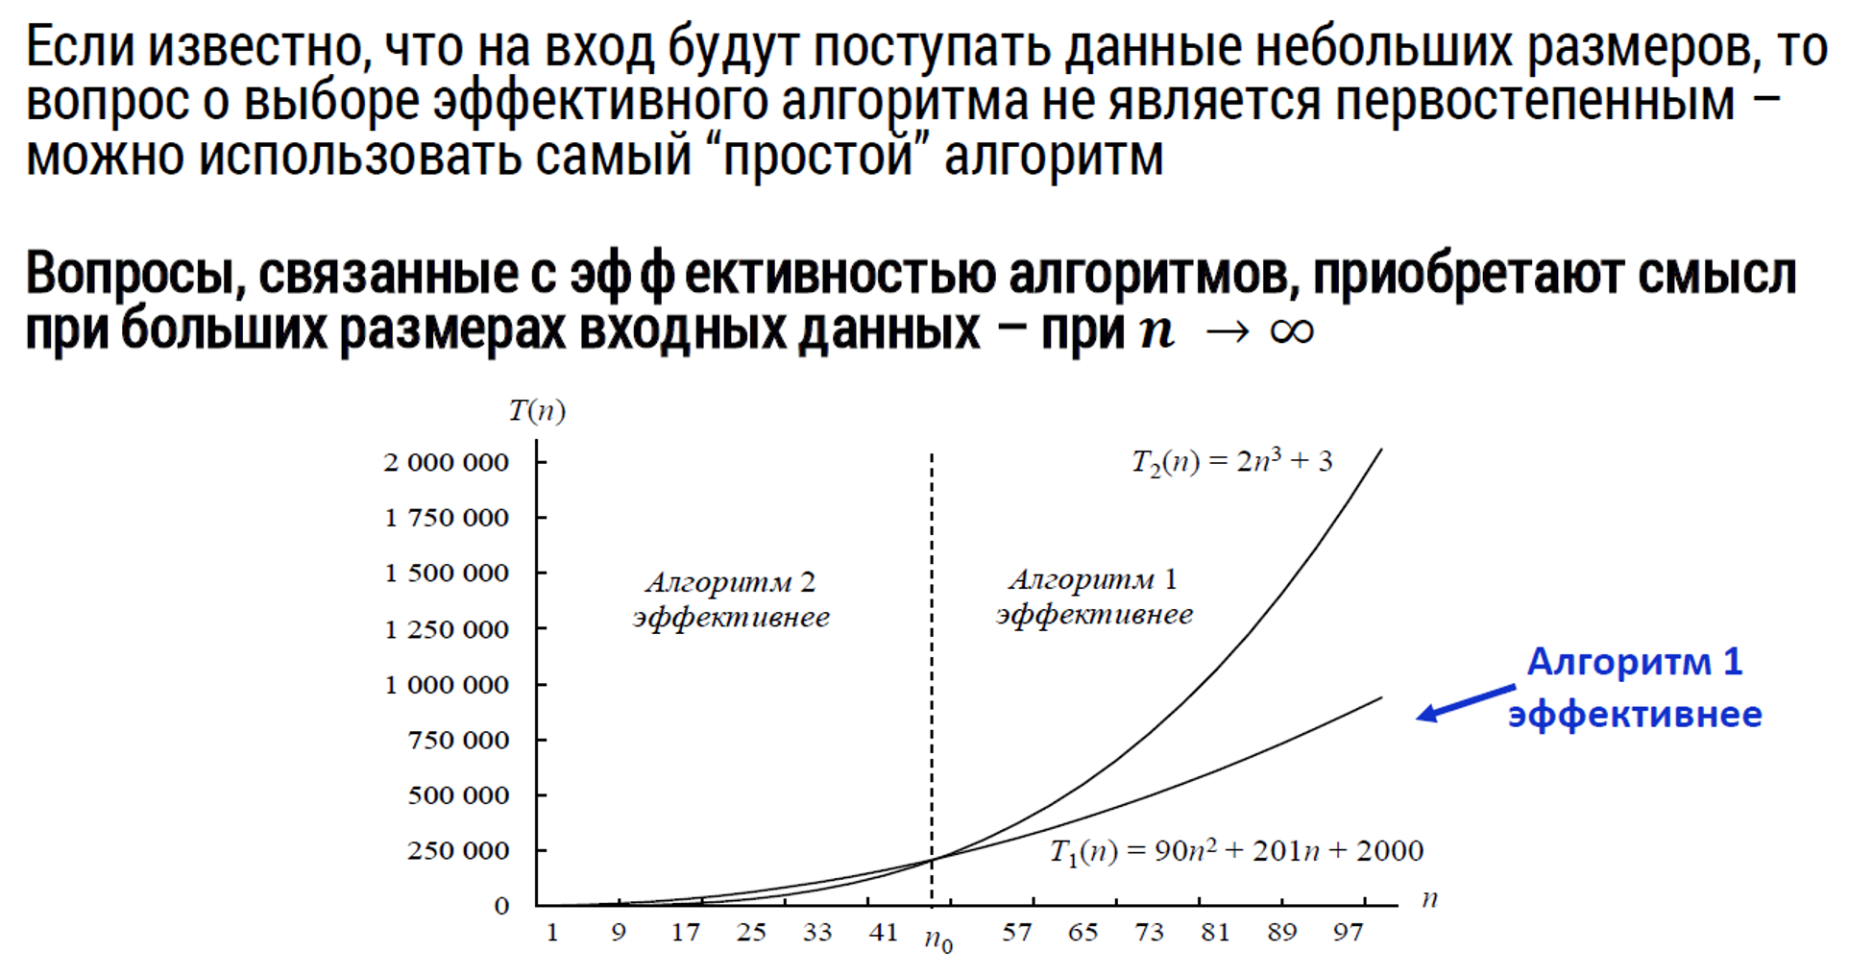 Если известно, что на вход будут поступать данные небольших размеров, то
вопрос о выборе эффективного алгоритма не является первостепенным –
можно использовать самый “простой” алгоритм
Вопросы, связанные с эф ф ективностью алгоритмов, приобретают смысл
при больших размерах входных данных – при n → ∞
T(n)
2 000 000
1 750 000
1 500 000
1 250 000
1 000 000
750 000
500 000
250 000
0
T₂(n) = 2n³ + 3
Алгоритм 2
эффективнее
Алгоритм 1
эффективнее
Алгоритм 1
эффективнее
T₁(n) = 90n² + 201n + 2000
n
1 9 17 25 33 41 n₀ 57 65 73 81 89 97